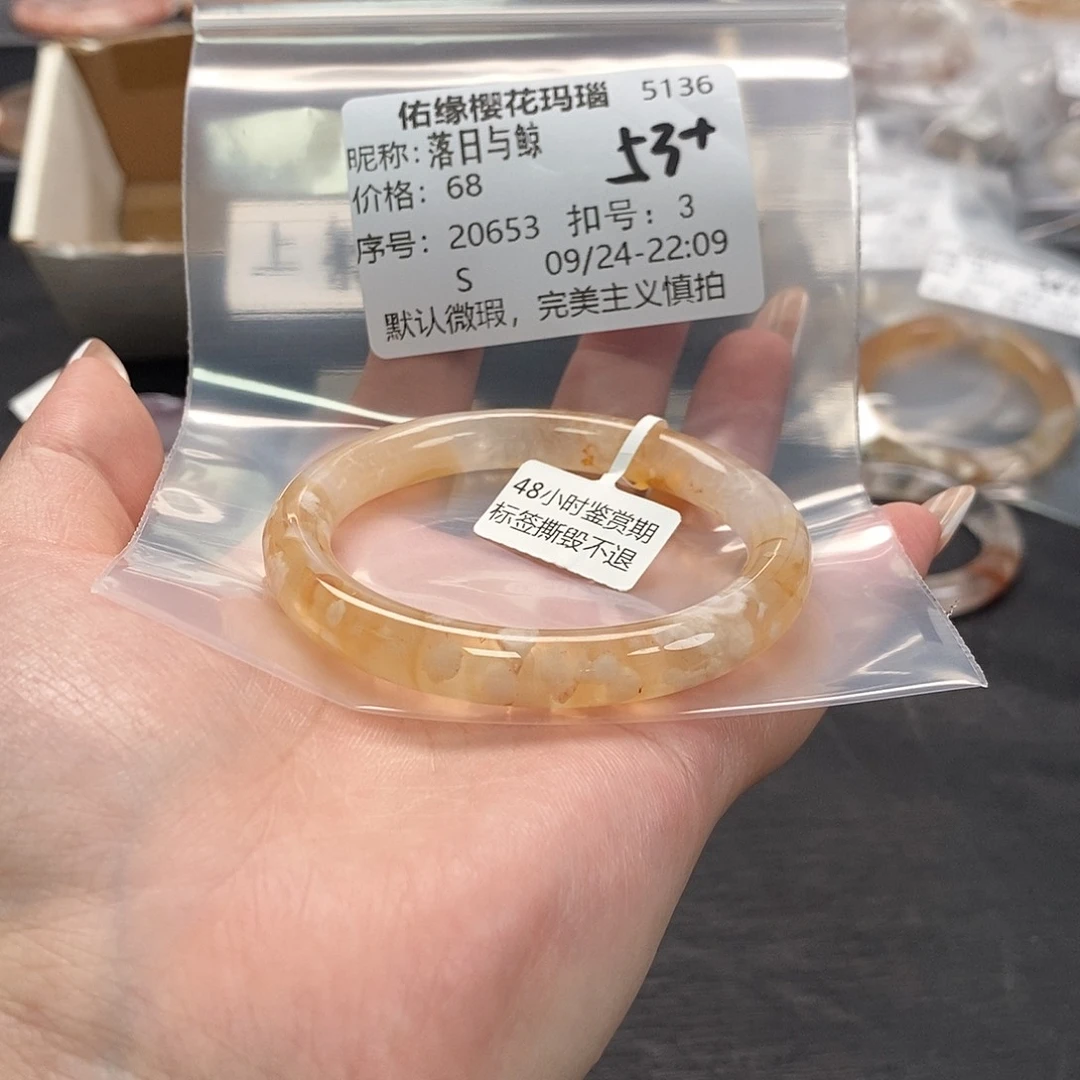 佑缘樱花玛瑙 5136
昵称:落日与鲸 53+
价格: 68
序号: 20653 扣号: 3
S 09/24-22:09
默认微瑕，完美主义慎拍
48小时鉴赏期
标签撕毁不退